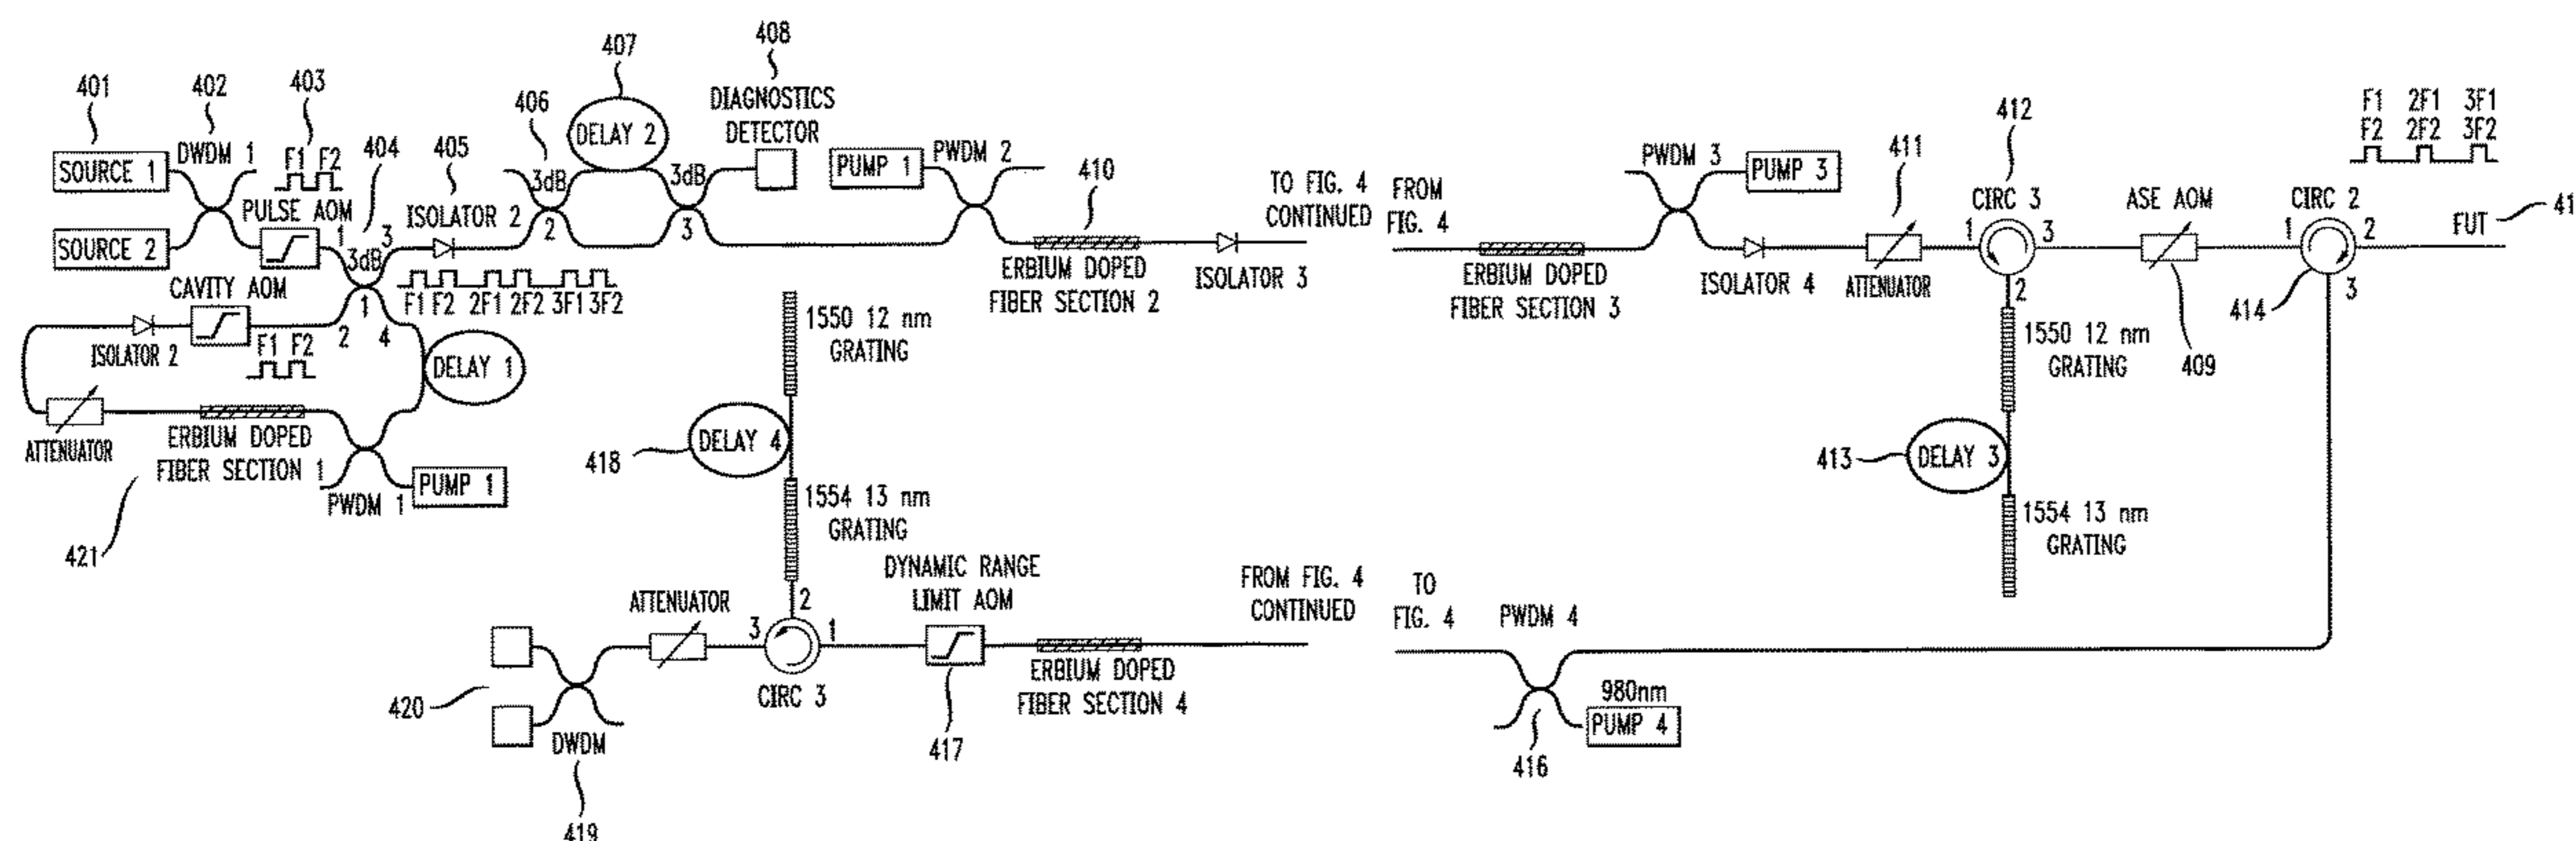 401
402
403
404
405
406
407
408
SOURCE 1
SOURCE 2
DWDM 1
F1 F2
PULSE AOM
1
3dB
3
1
2
4
CAVITY AOM
ISOLATOR 2
F1 F2
ISOLATOR 2
F1 F2 2F1 2F2 3F1 3F2
DELAY 1
ATTENUATOR
ERBIUM DOPED
FIBER SECTION 1
PWDM 1
PUMP 1
421
3dB
2
DELAY 2
3dB
3
DIAGNOSTICS
DETECTOR
PUMP 1
PWDM 2
410
ERBIUM DOPED
FIBER SECTION 2
ISOLATOR 3
TO FIG. 4
CONTINUED
FROM
FIG. 4
ERBIUM DOPED
FIBER SECTION 3
PWDM 3
PUMP 3
ISOLATOR 4
411
ATTENUATOR
412
CIRC 3
1
3
2
1550 12 nm
GRATING
413
DELAY 3
1554 13 nm
GRATING
ASE AOM
409
CIRC 2
1
2
3
414
F1 2F1 3F1
F2 2F2 3F2
FUT
41
1550 12 nm
GRATING
418
DELAY 4
1554 13 nm
GRATING
2
3
1
CIRC 3
ATTENUATOR
420
DWDM
419
DYNAMIC RANGE
LIMIT AOM
417
ERBIUM DOPED
FIBER SECTION 4
FROM FIG. 4
CONTINUED
TO
FIG. 4
PWDM 4
980nm
PUMP 4
416